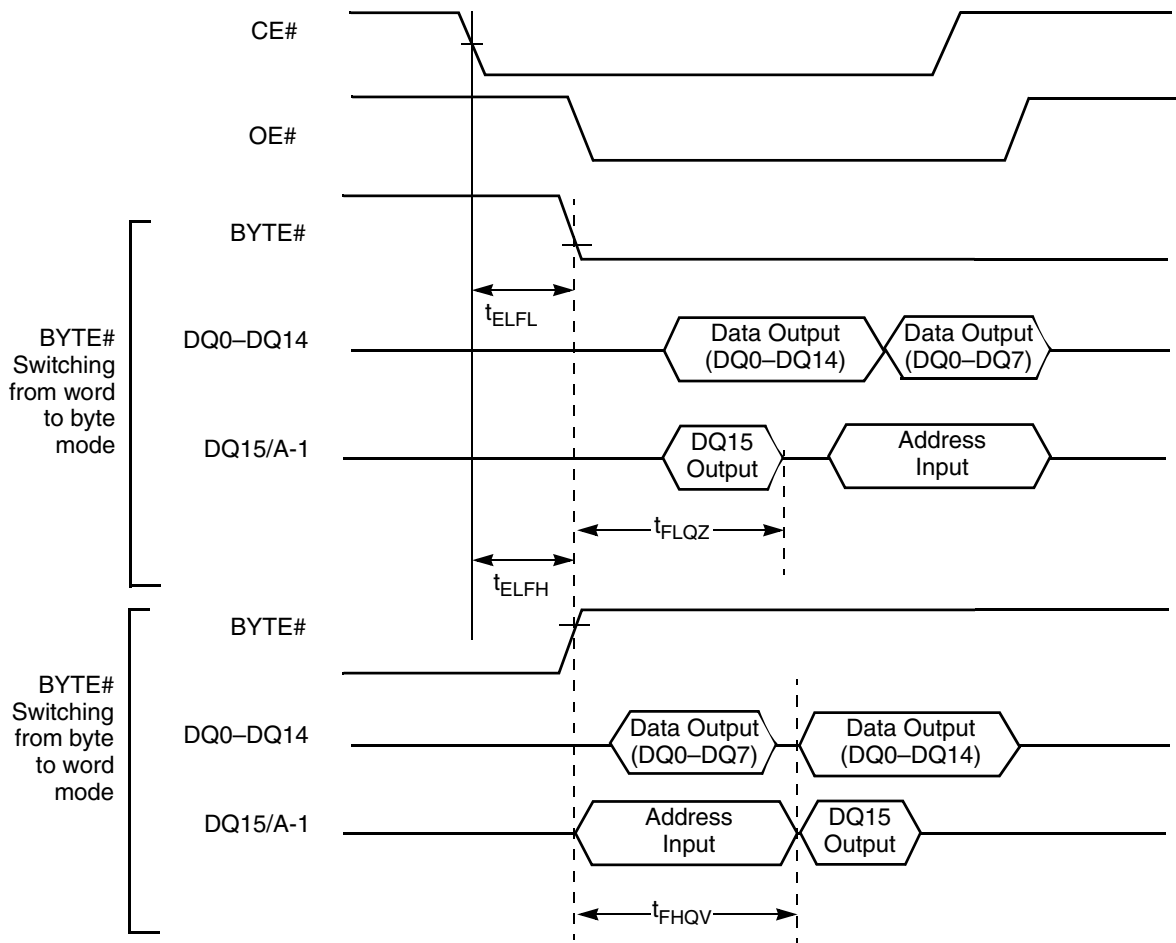 CE#
OE#
BYTE#
tELFL
BYTE#
Switching
from word
to byte
mode
DQ0–DQ14
Data Output
(DQ0–DQ14)
Data Output
(DQ0–DQ7)
DQ15/A-1
DQ15
Output
Address
Input
tFLQZ
tELFH
BYTE#
BYTE#
Switching
from byte
to word
mode
DQ0–DQ14
Data Output
(DQ0–DQ7)
Data Output
(DQ0–DQ14)
DQ15/A-1
Address
Input
DQ15
Output
tFHQV